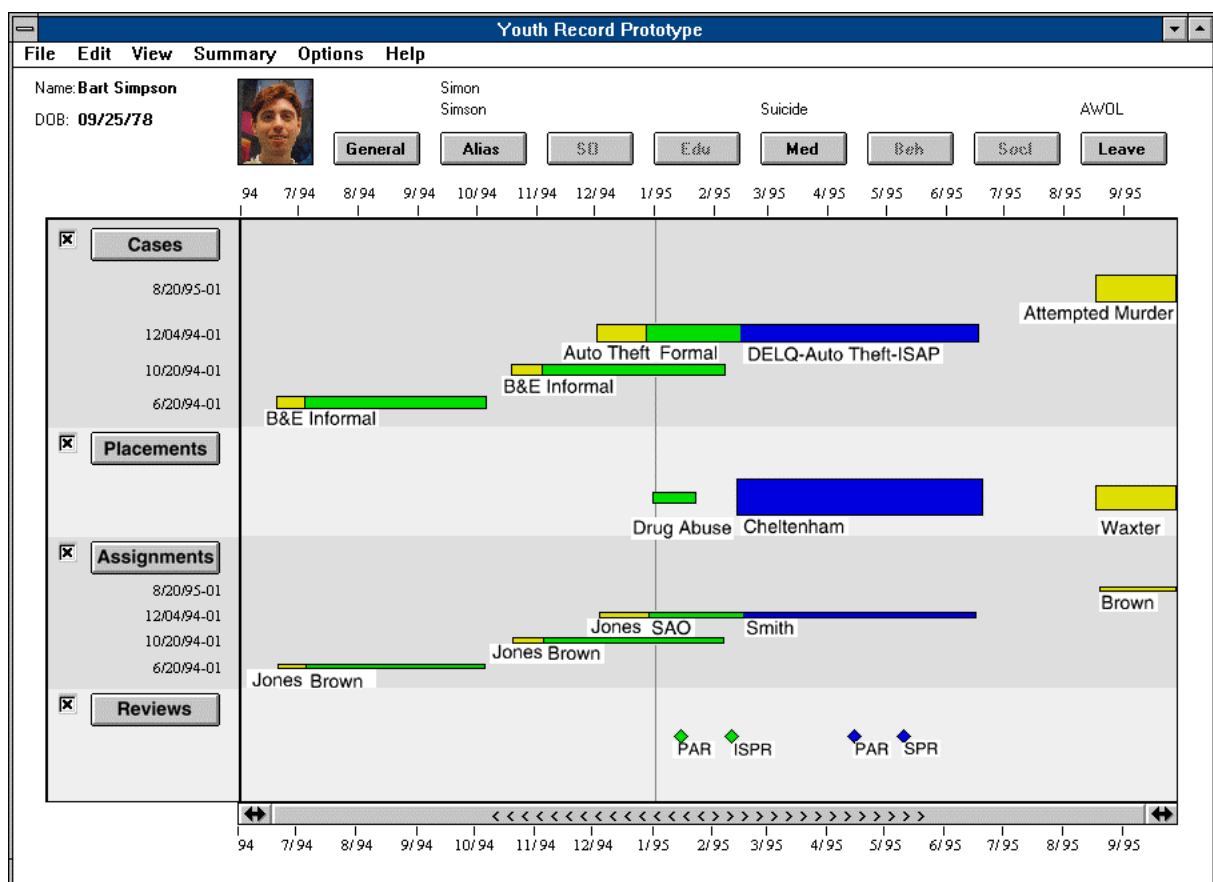 Youth Record Prototype
File Edit View Summary Options Help
Name: Bart Simpson
DOB: 09/25/78
Simon
Simson
Suicide
AWOL
General Alias SO Edu Med Beh Socl Leave
94 7/94 8/94 9/94 10/94 11/94 12/94 1/95 2/95 3/95 4/95 5/95 6/95 7/95 8/95 9/95
Cases
8/20/95-01
Attempted Murder
12/04/94-01
Auto Theft Formal DELQ-Auto Theft-ISAP
10/20/94-01
B&E Informal
6/20/94-01
B&E Informal
Placements
Drug Abuse Cheltenham Waxter
Assignments
8/20/95-01
Brown
12/04/94-01
Jones SAO Smith
10/20/94-01
Jones Brown
6/20/94-01
Jones Brown
Reviews
PAR ISPR PAR SPR
94 7/94 8/94 9/94 10/94 11/94 12/94 1/95 2/95 3/95 4/95 5/95 6/95 7/95 8/95 9/95